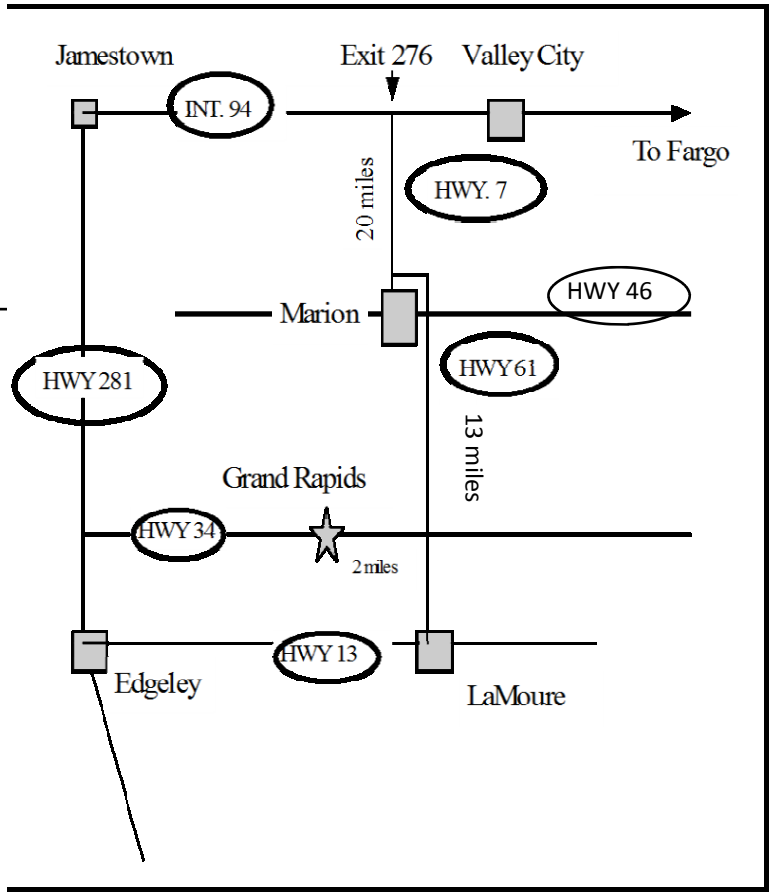 Jamestown
Exit 276
Valley City
INT. 94
To Fargo
20 miles
HWY. 7
HWY 46
Marion
HWY 61
HWY 281
13 miles
Grand Rapids
HWY 34
2 miles
HWY 13
Edgeley
LaMoure